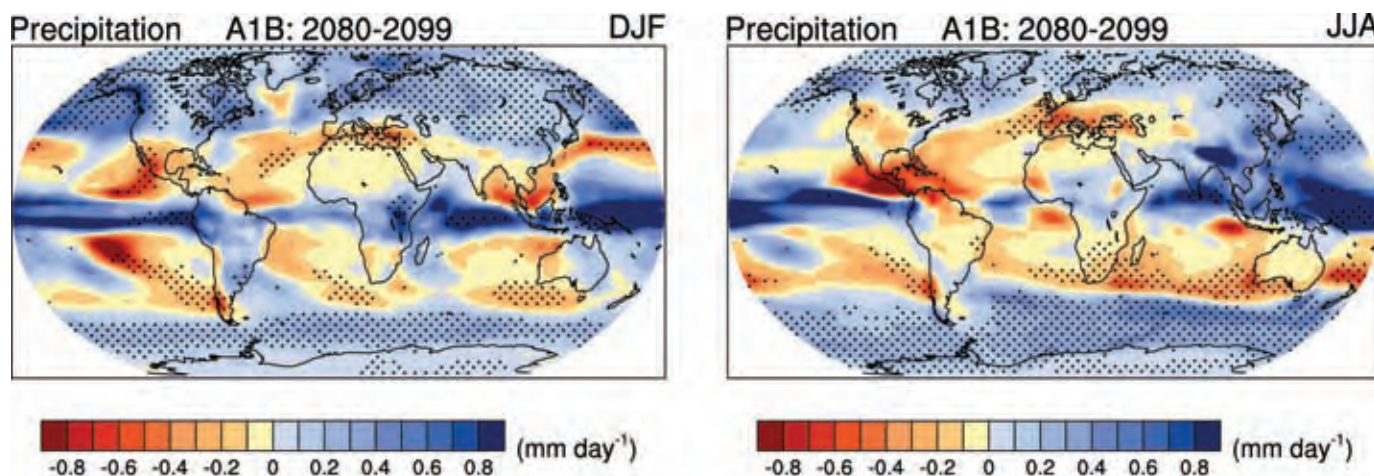 Precipitation A1B: 2080-2099 DJF
Precipitation A1B: 2080-2099 JJA
-0.8 -0.6 -0.4 -0.2 0 0.2 0.4 0.6 0.8 (mm day⁻¹)
-0.8 -0.6 -0.4 -0.2 0 0.2 0.4 0.6 0.8 (mm day⁻¹)